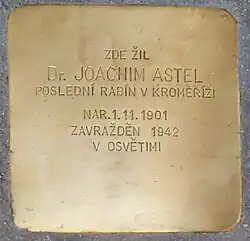 ZDE ŽIL
Dr. JOACHIM ASTEL
POSLEDNÍ RABÍN V KROMĚŘÍŽI
NAR.1.11.1901
ZAVRAŽDĚN 1942
V OSVĚTIMI